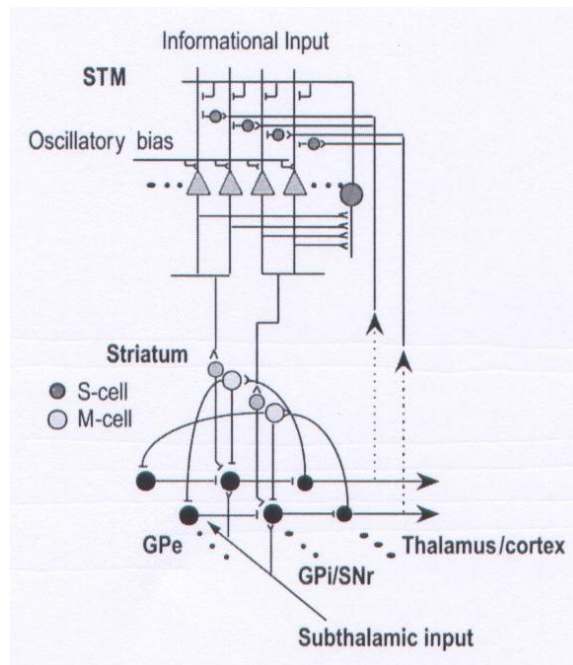 Informational Input
STM
Oscillatory bias
Striatum
S-cell
M-cell
GPe
GPi/SNr
Thalamus/cortex
Subthalamic input